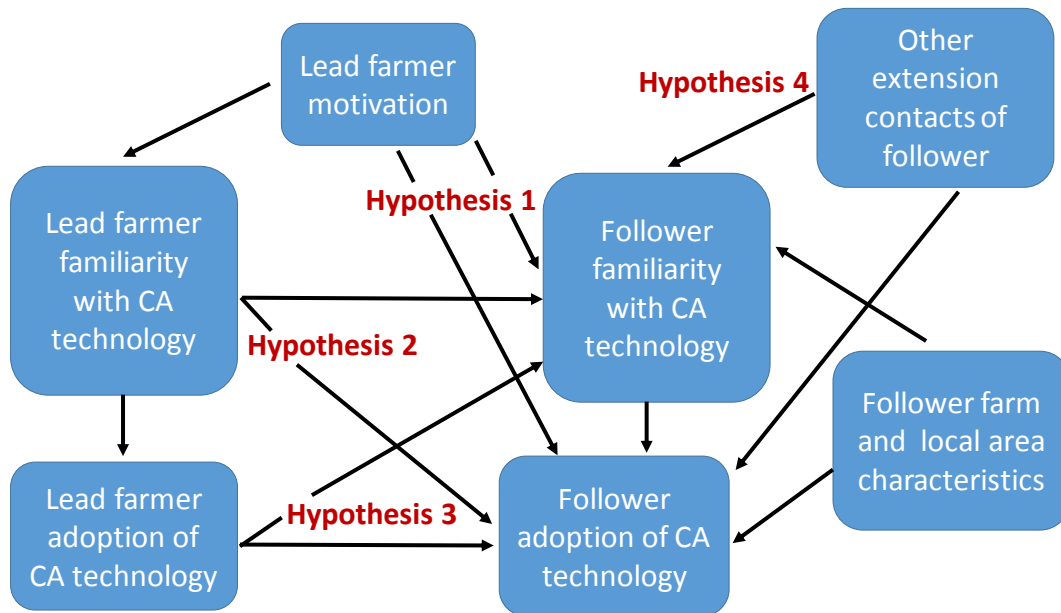 Lead farmer
motivation
Hypothesis 4
Other
extension
contacts of
follower
Hypothesis 1
Lead farmer
familiarity
with CA
technology
Follower
familiarity
with CA
technology
Hypothesis 2
Follower farm
and local area
characteristics
Lead farmer
adoption of
CA technology
Hypothesis 3
Follower
adoption of CA
technology